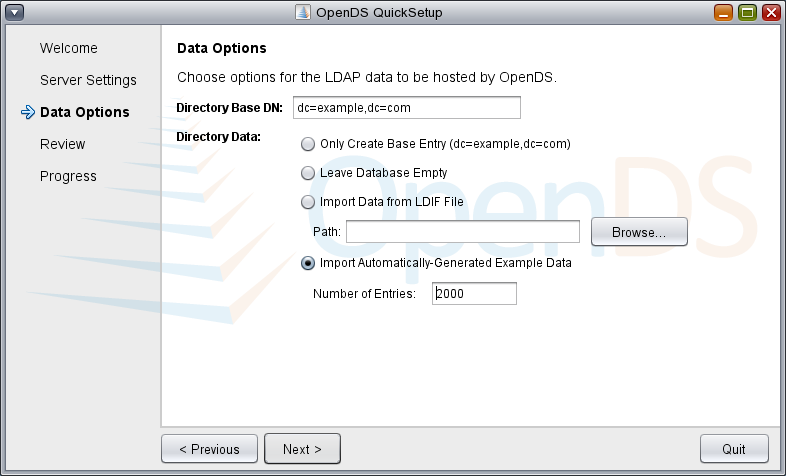 OpenDS QuickSetup
Welcome
Server Settings
Data Options
Review
Progress
Data Options
Choose options for the LDAP data to be hosted by OpenDS.
Directory Base DN: dc=example,dc=com
Directory Data:
Only Create Base Entry (dc=example,dc=com)
Leave Database Empty
Import Data from LDIF File
Path: Browse...
Import Automatically-Generated Example Data
Number of Entries: 2000
OpenDS
< Previous Next > Quit